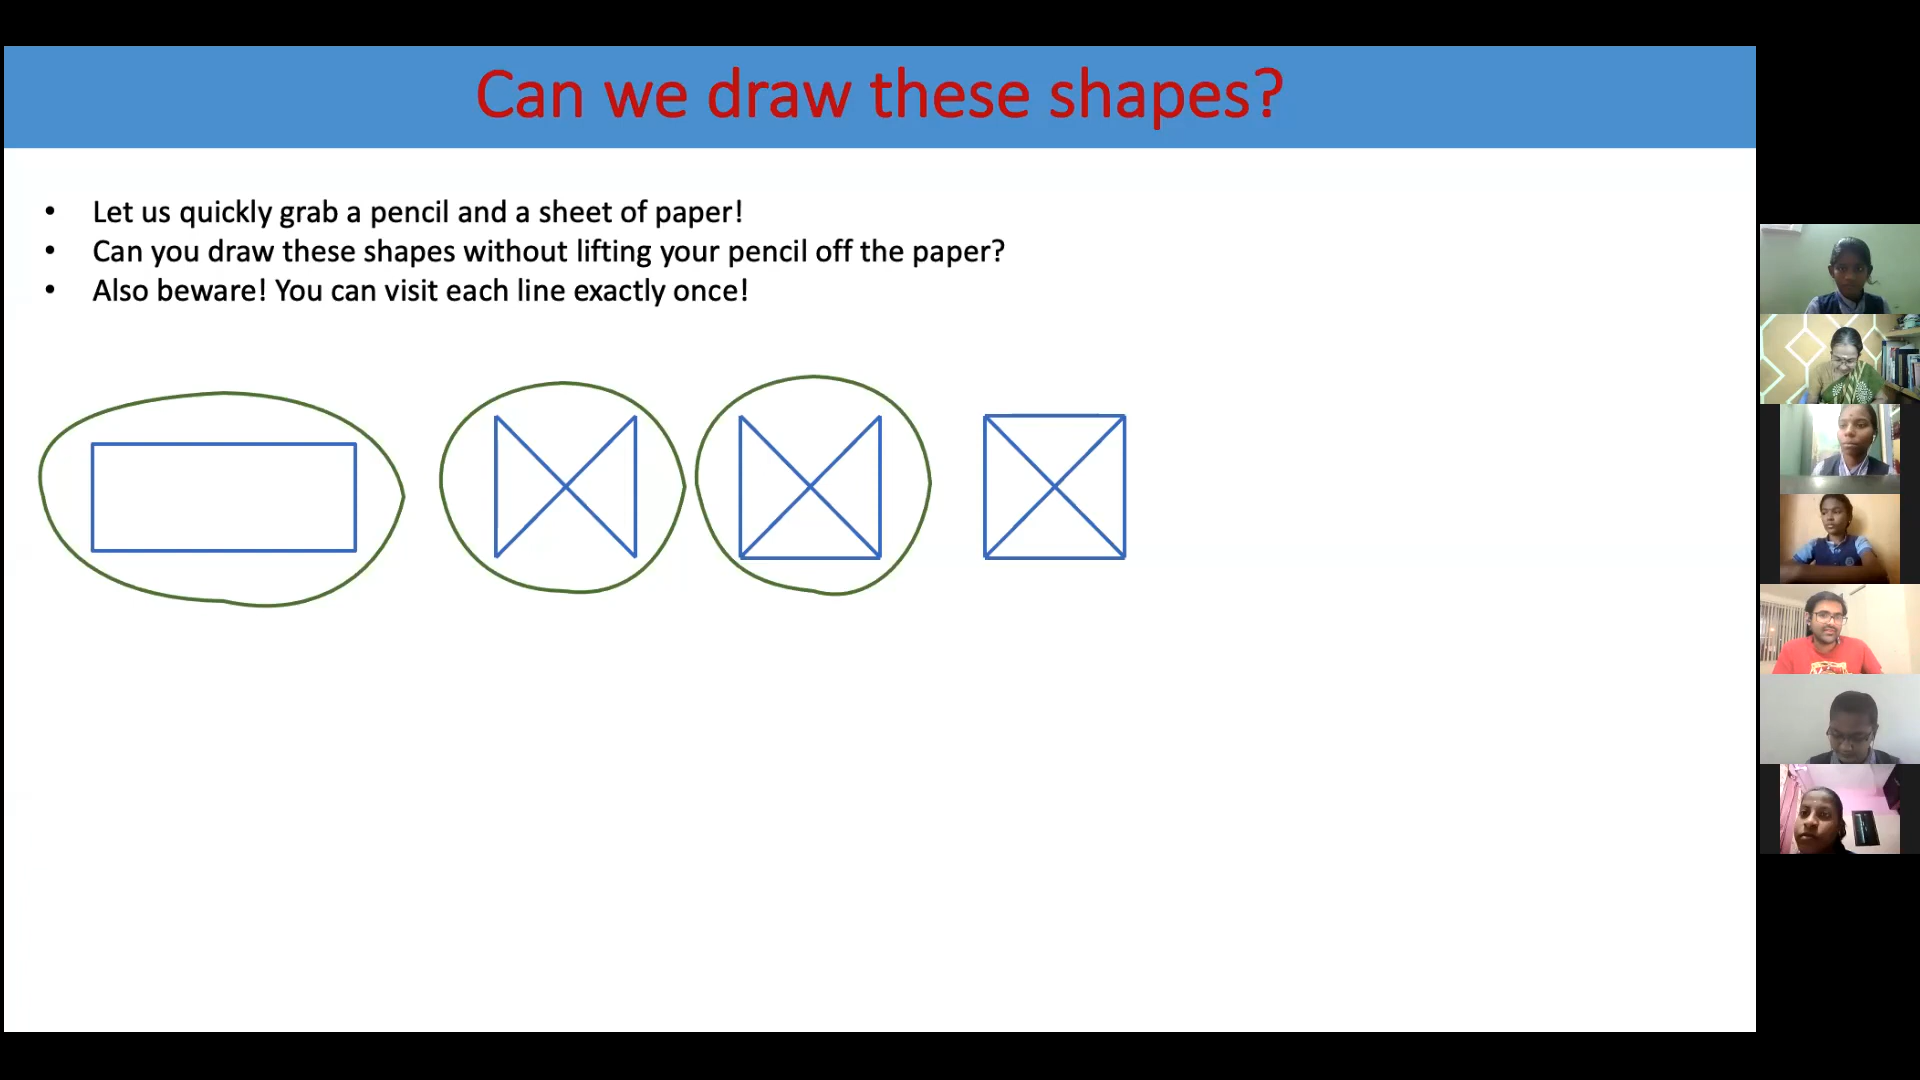 Can we draw these shapes?
• Let us quickly grab a pencil and a sheet of paper!
• Can you draw these shapes without lifting your pencil off the paper?
• Also beware! You can visit each line exactly once!